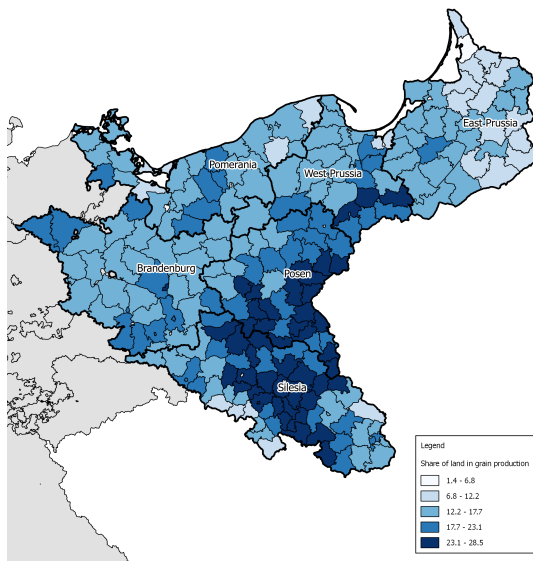 East Prussia
Pomerania
West Prussia
Brandenburg
Posen
Silesia
Legend
Share of land in grain production
1.4 - 6.8
6.8 - 12.2
12.2 - 17.7
17.7 - 23.1
23.1 - 28.5